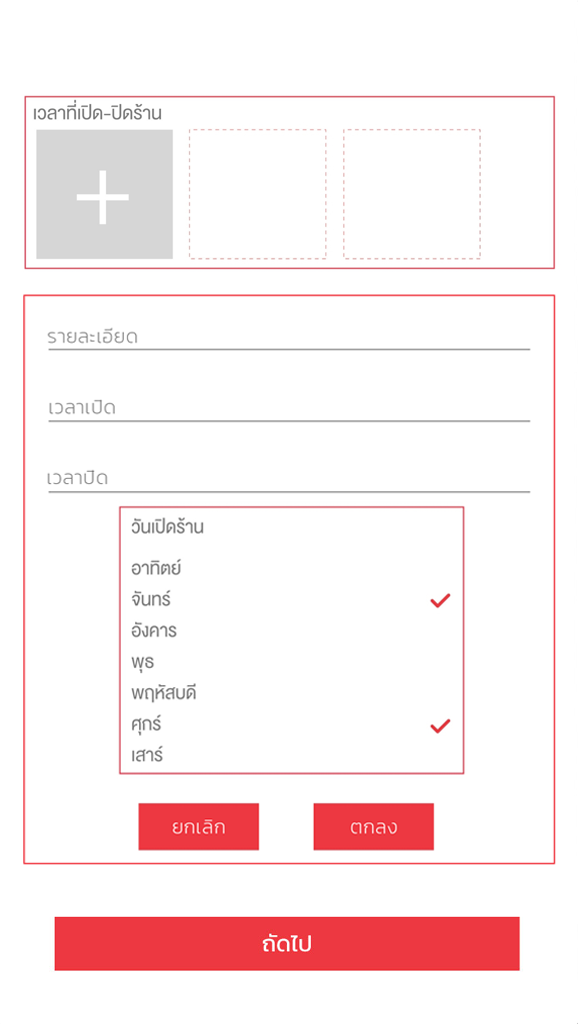 เวลาที่เปิด-ปิดร้าน
รายละเอียด
เวลาเปิด
เวลาปิด
วันเปิดร้าน
อาทิตย์
จันทร์
อังคาร
พุธ
พฤหัสบดี
ศุกร์
เสาร์
ยกเลิก
ตกลง
ถัดไป